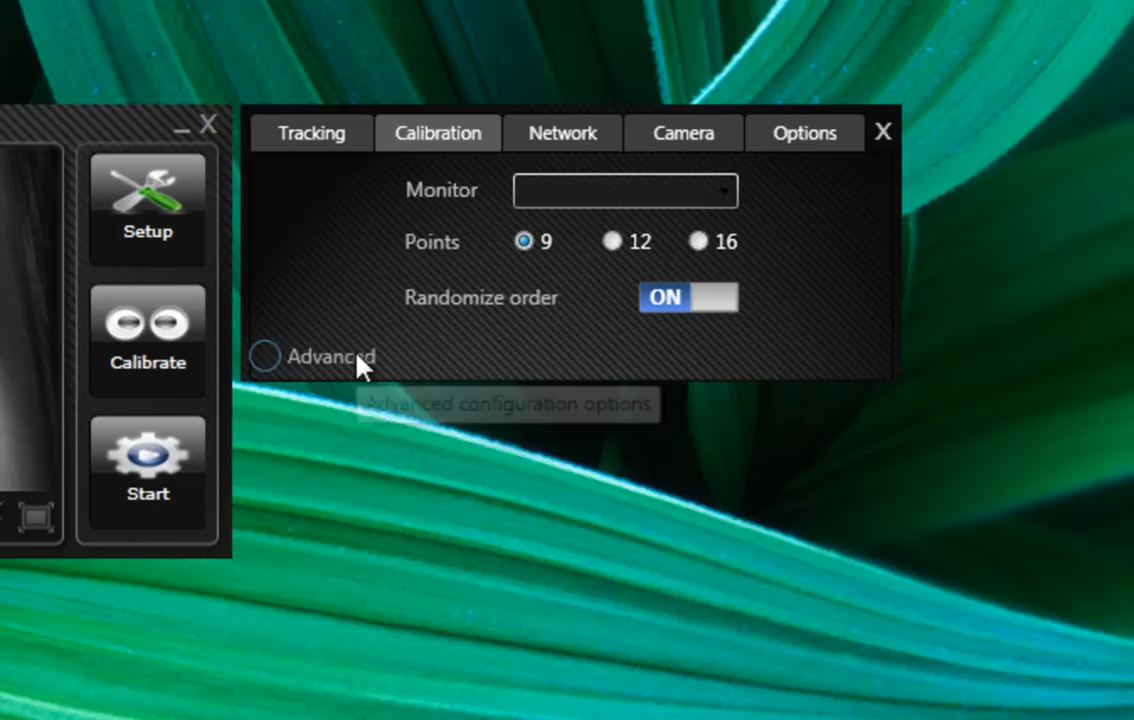 Tracking Calibration Network Camera Options X
X
Setup
Calibrate
Start
Monitor
Points 9 12 16
Randomize order ON
Advanced
Advanced configuration options